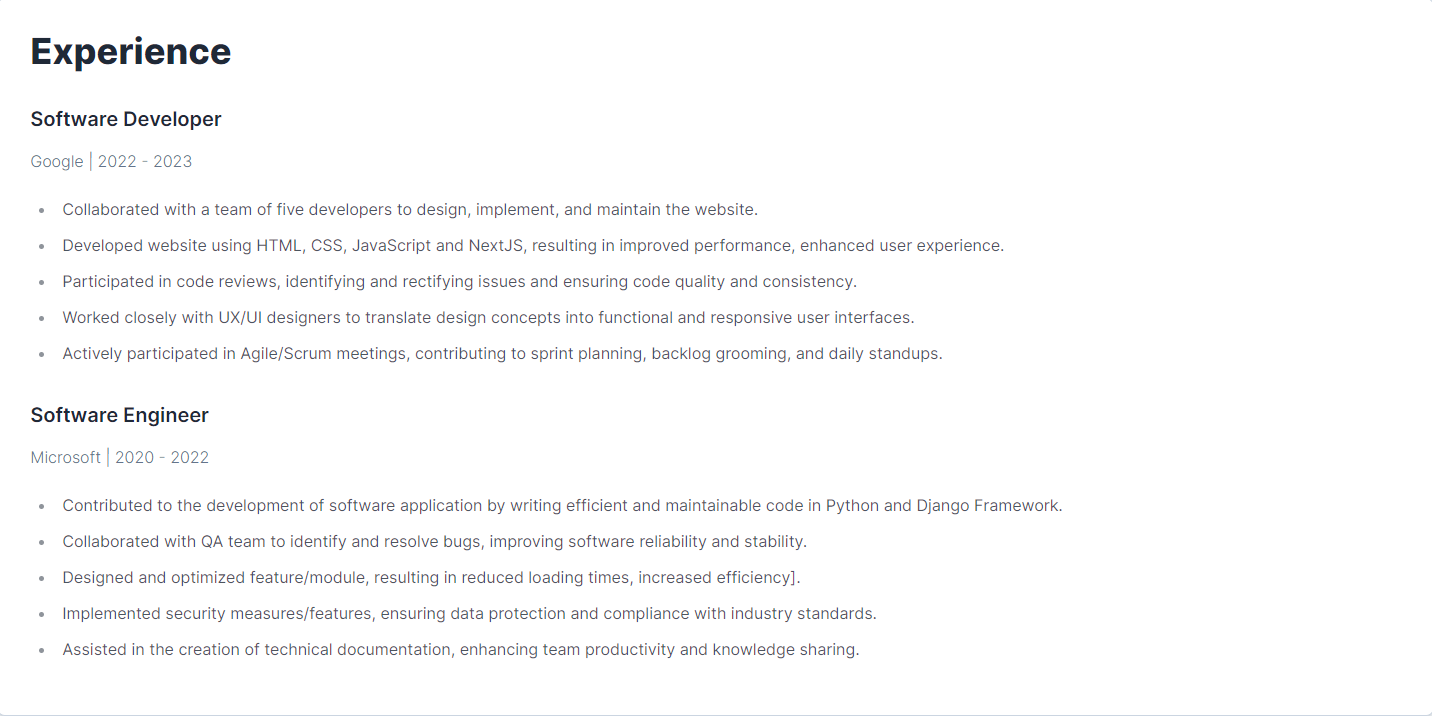 Experience
Software Developer
Google | 2022 - 2023
• Collaborated with a team of five developers to design, implement, and maintain the website.
• Developed website using HTML, CSS, JavaScript and NextJS, resulting in improved performance, enhanced user experience.
• Participated in code reviews, identifying and rectifying issues and ensuring code quality and consistency.
• Worked closely with UX/UI designers to translate design concepts into functional and responsive user interfaces.
• Actively participated in Agile/Scrum meetings, contributing to sprint planning, backlog grooming, and daily standups.
Software Engineer
Microsoft | 2020 - 2022
• Contributed to the development of software application by writing efficient and maintainable code in Python and Django Framework.
• Collaborated with QA team to identify and resolve bugs, improving software reliability and stability.
• Designed and optimized feature/module, resulting in reduced loading times, increased efficiency].
• Implemented security measures/features, ensuring data protection and compliance with industry standards.
• Assisted in the creation of technical documentation, enhancing team productivity and knowledge sharing.